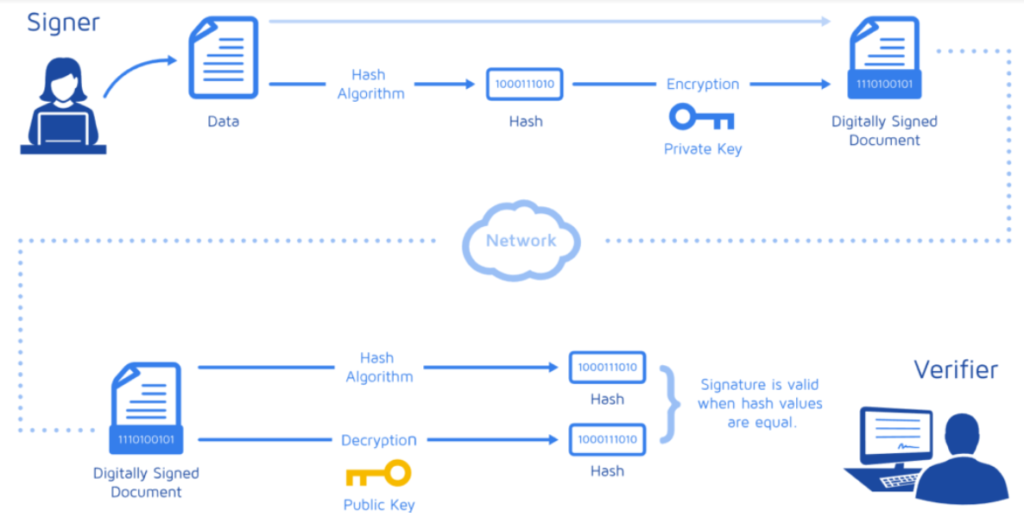 Signer
Hash
Algorithm
1000111010
Encryption
1110100101
Data
Hash
Private Key
Digitally Signed
Document
Network
Hash
Algorithm
1000111010
Hash
Signature is valid
when hash values
are equal.
Verifier
1110100101
Decryption
1000111010
Hash
Digitally Signed
Document
Public Key